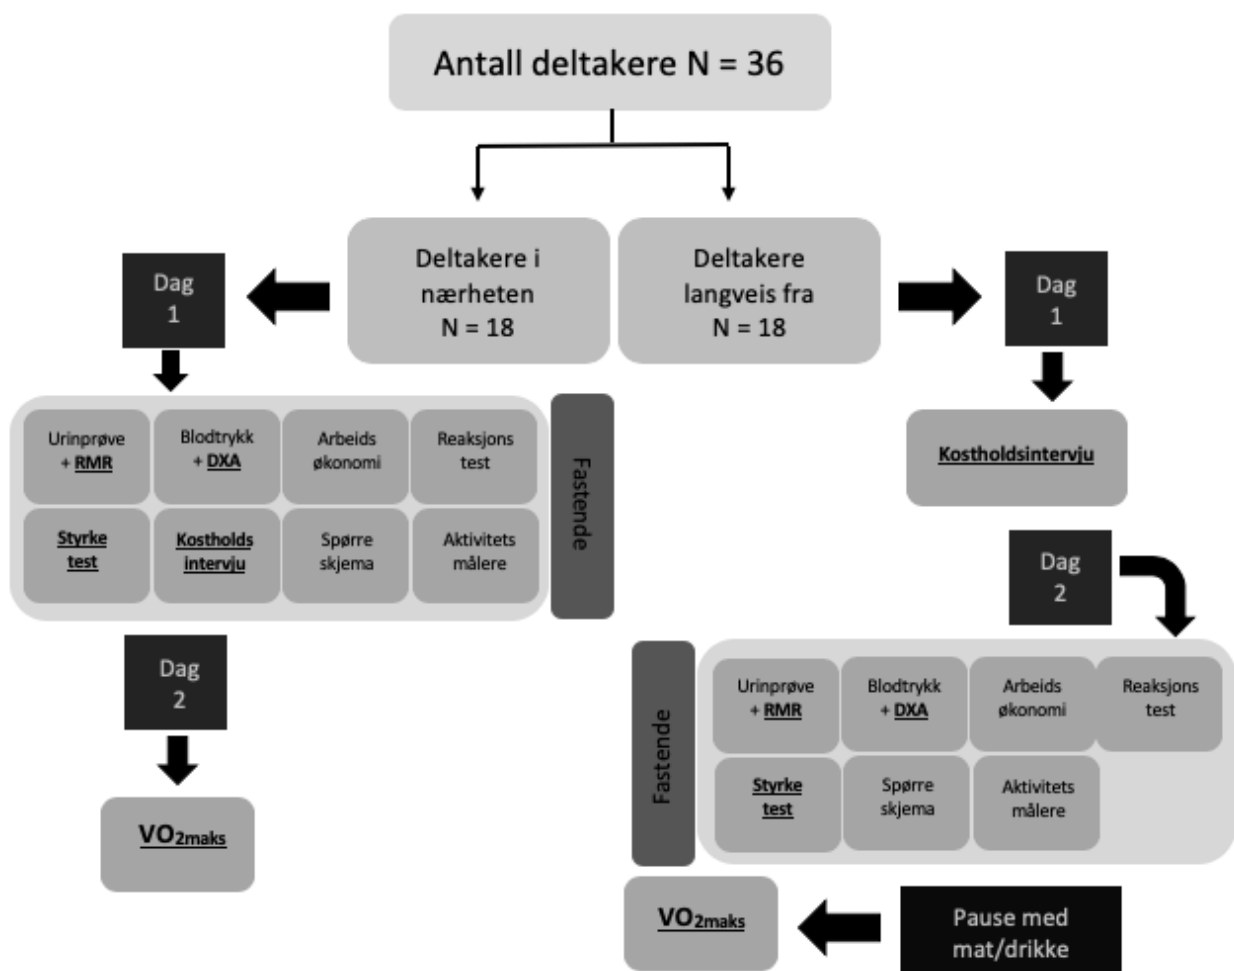 Antall deltakere N = 36
Deltakere i
nærheten
N = 18
Deltakere
langveis fra
N = 18
Dag
1
Urinprøve
+ RMR
Blodtrykk
+ DXA
Arbeids
økonomi
Reaksjons
test
Styrke
test
Kostholds
intervju
Spørre
skjema
Aktivitets
målere
Fastende
Dag
2
VO2maks
Dag
1
Kostholdsintervju
Dag
2
Fastende
Urinprøve
+ RMR
Blodtrykk
+ DXA
Arbeids
økonomi
Reaksjons
test
Styrke
test
Spørre
skjema
Aktivitets
målere
Pause med
mat/drikke
VO2maks